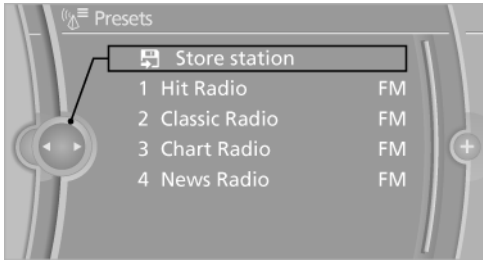 Presets
Store station
1 Hit Radio FM
2 Classic Radio FM
3 Chart Radio FM
4 News Radio FM